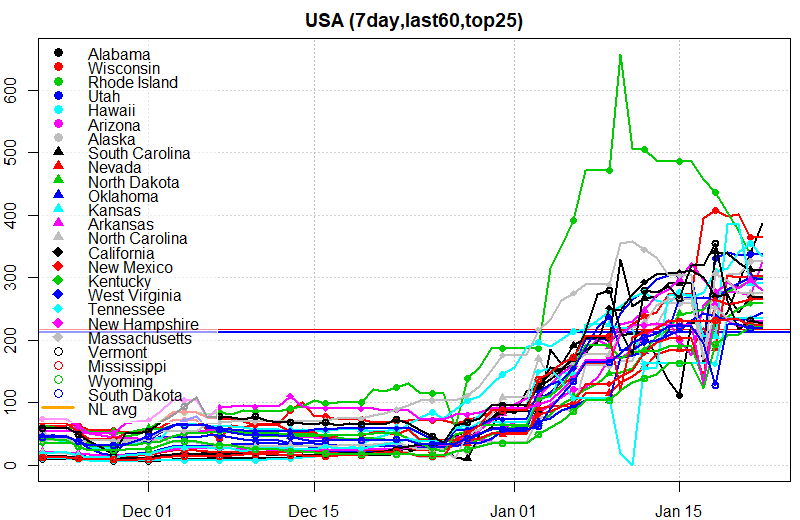 USA (7day,last60,top25)
600
500
400
300
200
100
0
Alabama
Wisconsin
Rhode Island
Utah
Hawaii
Arizona
Alaska
South Carolina
Nevada
North Dakota
Oklahoma
Kansas
Arkansas
North Carolina
California
New Mexico
Kentucky
West Virginia
Tennessee
New Hampshire
Massachusetts
Vermont
Mississippi
Wyoming
South Dakota
NL avg
Dec 01
Dec 15
Jan 01
Jan 15